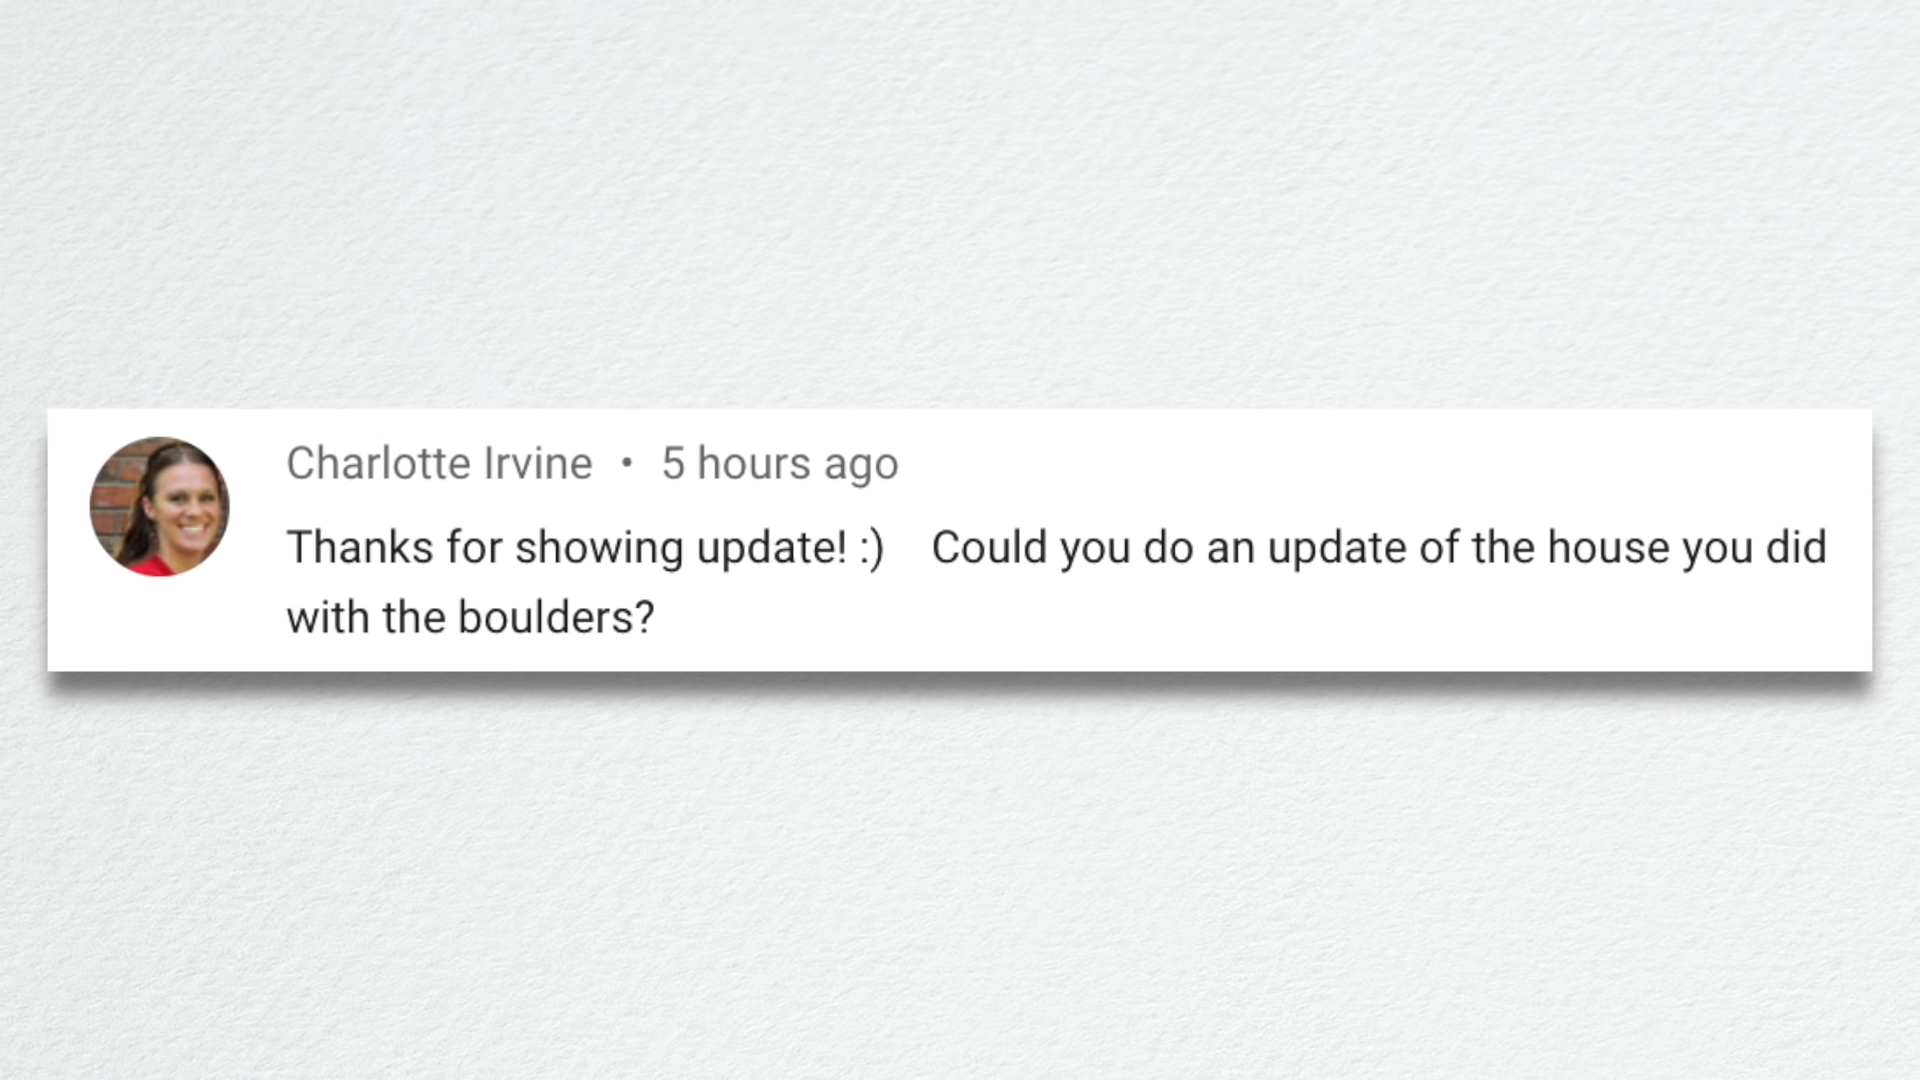 Charlotte Irvine • 5 hours ago
Thanks for showing update! :)    Could you do an update of the house you did
with the boulders?